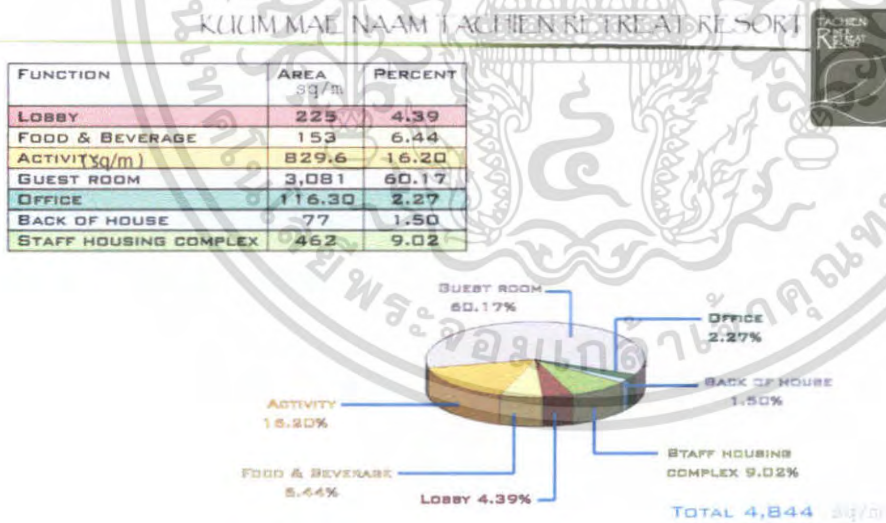 KUUM MAE NAAM TACHIEN RETREAT RESORT
FUNCTION AREA sq/m PERCENT
LOBBY 225 4.39
FOOD & BEVERAGE 153 6.44
ACTIVIT(sq/m) 829.6 16.20
GUEST ROOM 3,081 60.17
OFFICE 116.30 2.27
BACK OF HOUSE 77 1.50
STAFF HOUSING COMPLEX 462 9.02
GUEST ROOM
60.17%
OFFICE
2.27%
BACK OF HOUSE
1.50%
ACTIVITY
16.20%
STAFF HOUSING
COMPLEX 9.02%
FOOD & BEVERAGE
6.44%
LOBBY 4.39%
TOTAL 4,844 sq/m